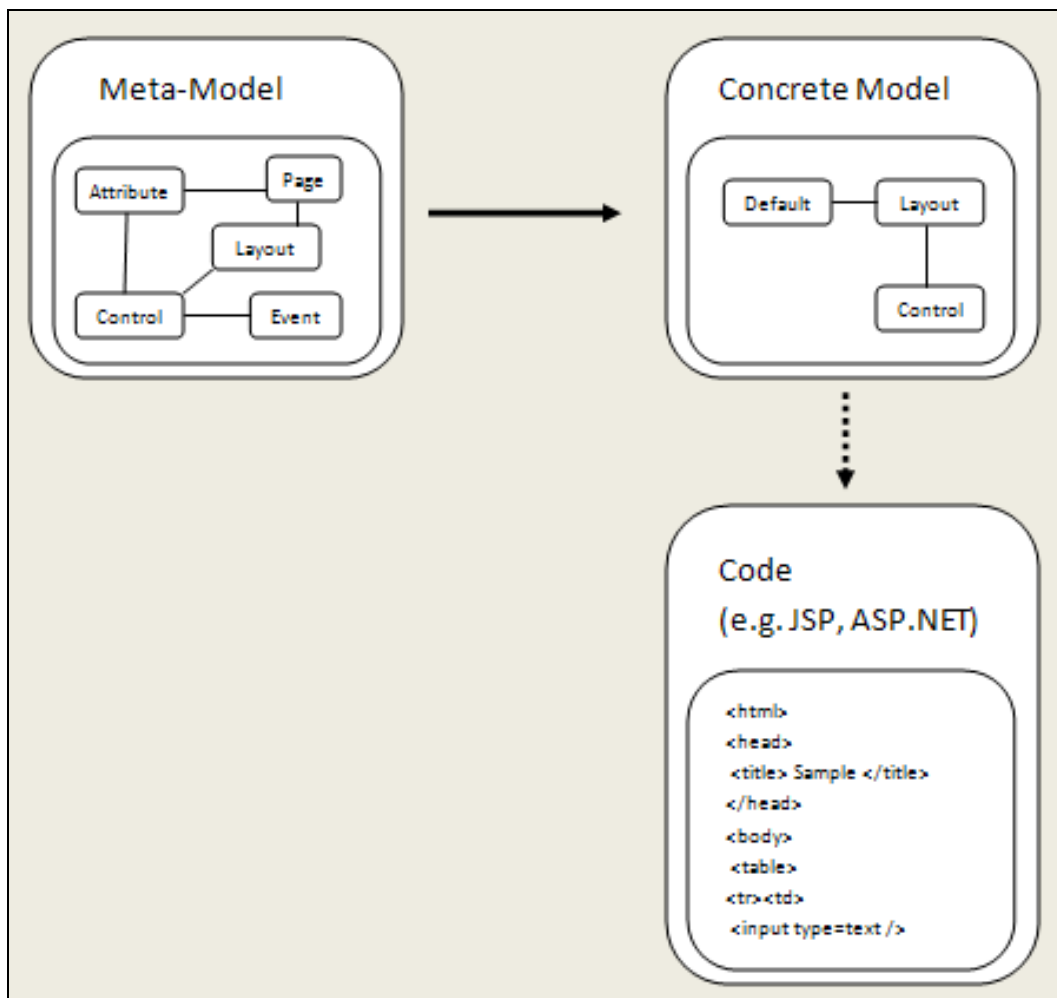 Meta-Model
Attribute
Page
Layout
Control
Event
Concrete Model
Default
Layout
Control
Code
(e.g. JSP, ASP.NET)
<html>
<head>
<title> Sample </title>
</head>
<body>
<table>
<tr><td>
<input type=text />